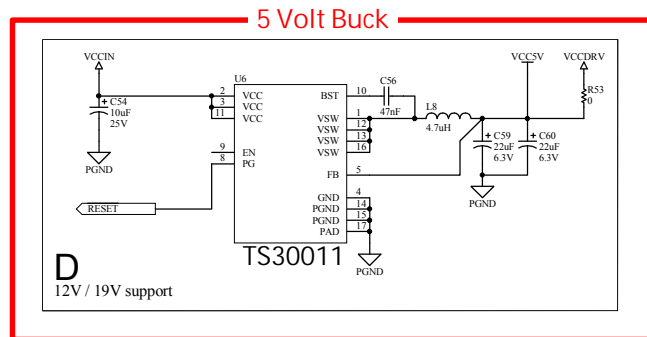 5 Volt Buck
VCCIN
VCC5V
VCCDRV
U6
C54
10uF
25V
PGND
2 VCC
3 VCC
11 VCC
9 EN
8 PG
BST 10
VSW 1
VSW 12
VSW 13
VSW 16
FB 5
GND 4
PGND 14
PGND 15
PAD 17
C56
47nF
L8
4.7uH
R53
0
C59
22uF
6.3V
C60
22uF
6.3V
PGND
RESET
PGND
TS30011
D
12V / 19V support